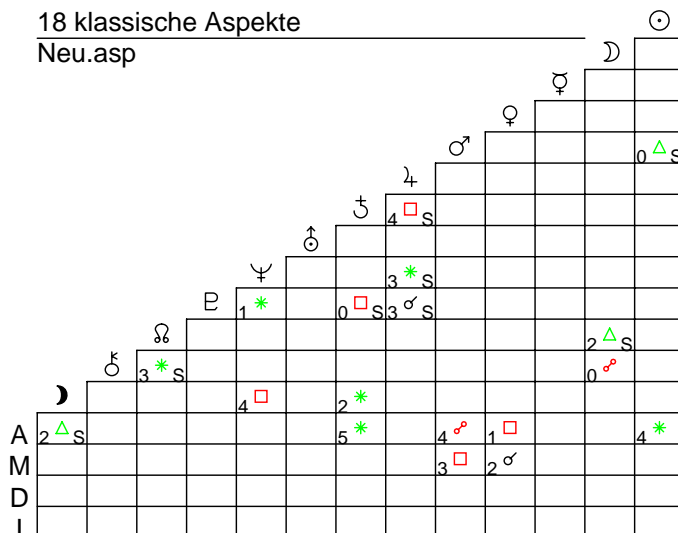 18 klassische Aspekte
☉
Neu.asp
☽
☿
♀
♂ 0 △ S
♃
♄ 4 □ S
⛢
♆ 3 ⚹ S
♇ 1 ⚹ 0 □ S 3 ☌ S
☊ 2 △ S
⚷ 3 ⚹ S 0 ☍
⚸ 4 □ 2 ⚹
A 2 △ S 5 ⚹ 4 ☍ 1 □ 4 ⚹
M 3 □ 2 ☌
D